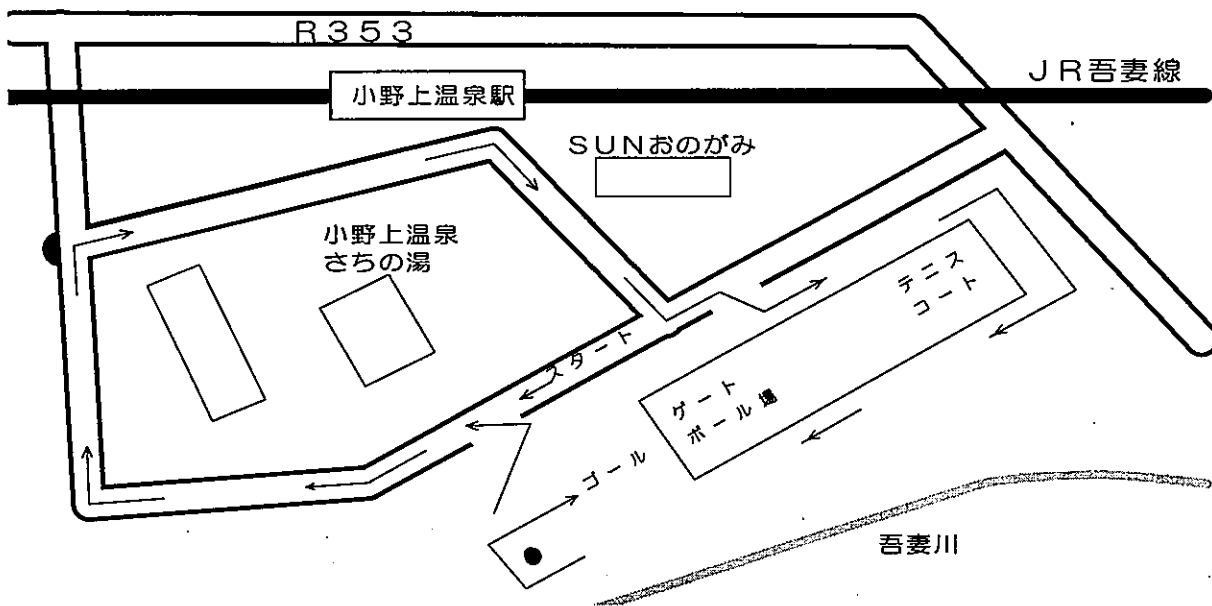 R353
JR吾妻線
小野上温泉駅
SUNおのがみ
小野上温泉
さちの湯
テニス
コート
スタート
ゲート
ボール場
ゴール
吾妻川